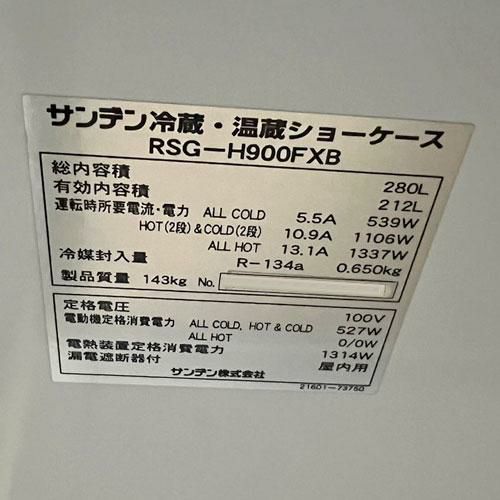 サンデン冷蔵・温蔵ショーケース
RSG-H900FXB
総内容積 280L
有効内容積 212L
運転時所要電流・電力 ALL COLD 5.5A 539W
HOT(2段)&COLD(2段) 10.9A 1106W
ALL HOT 13.1A 1337W
冷媒封入量 R-134a 0.650kg
製品質量 143kg No.
定格電圧 100V
電動機定格消費電力 ALL COLD, HOT & COLD 527W
ALL HOT 0/0W
電熱装置定格消費電力 1314W
漏電遮断器付 屋内用
サンデン株式会社 21601-73750